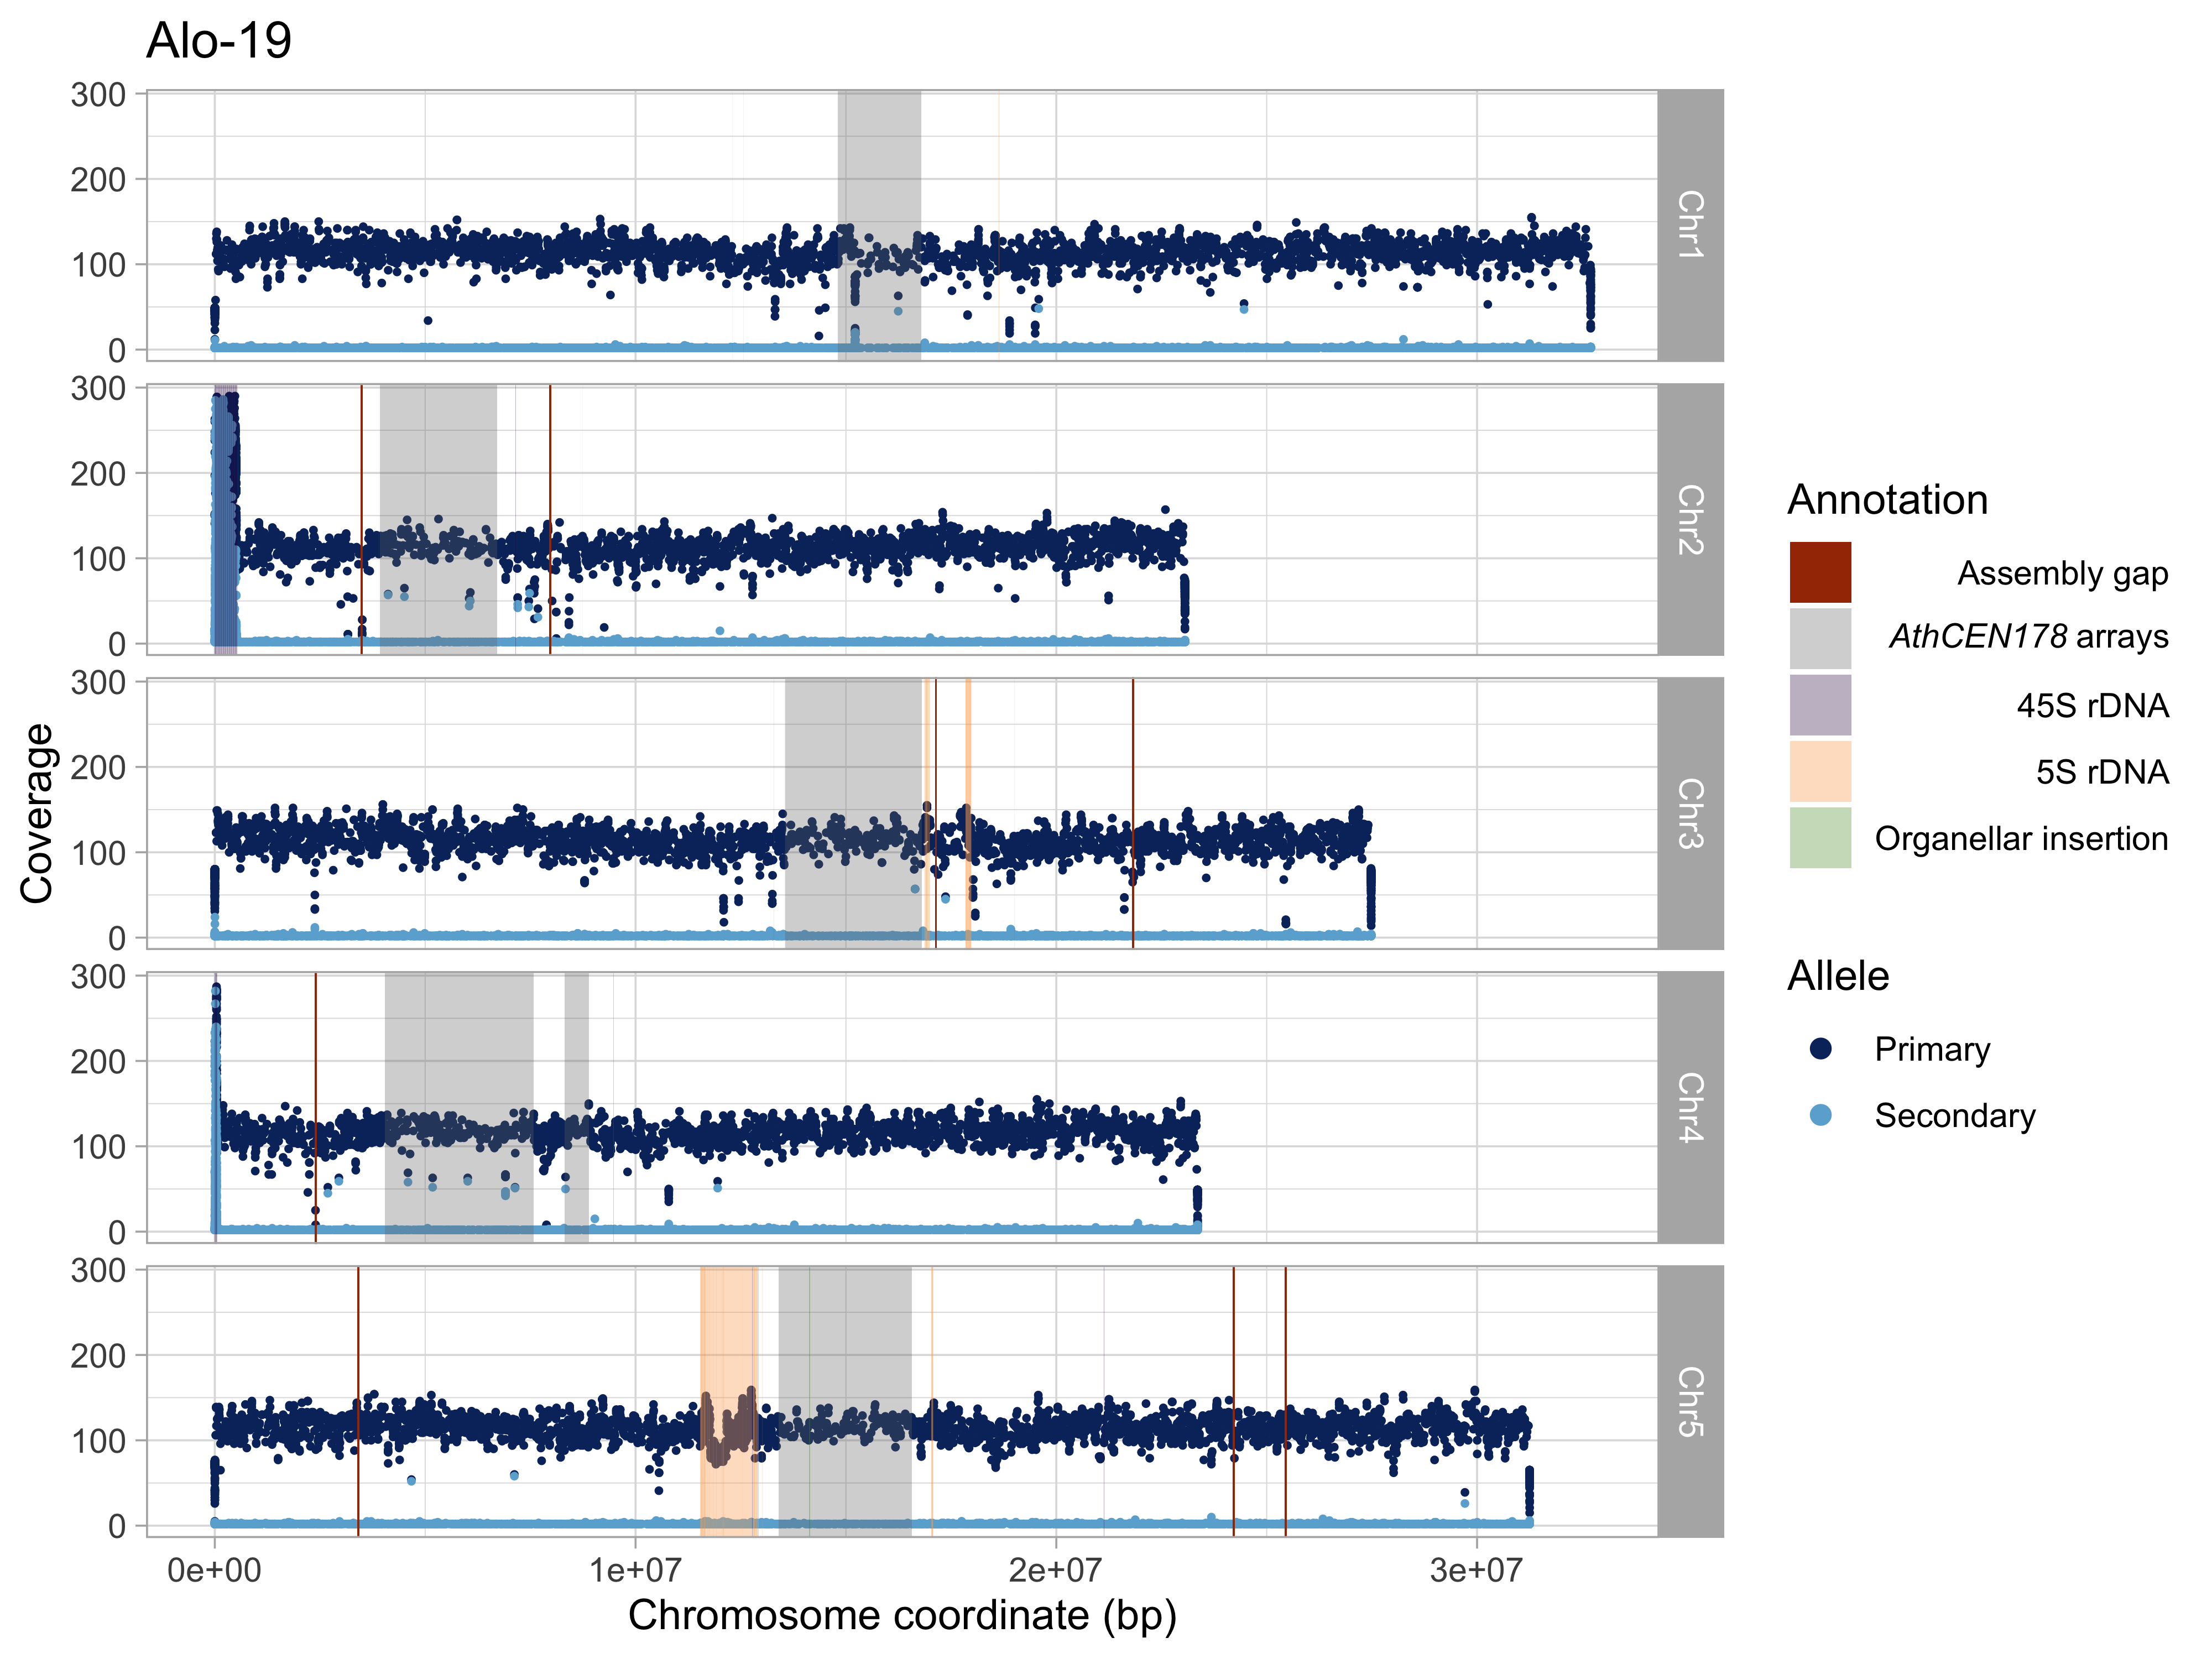 Alo-19
300
200
100
0
Chr1
300
200
100
0
Chr2
300
200
100
0
Chr3
300
200
100
0
Chr4
300
200
100
0
Chr5
Coverage
0e+00
1e+07
2e+07
3e+07
Chromosome coordinate (bp)
Annotation
Assembly gap
AthCEN178 arrays
45S rDNA
5S rDNA
Organellar insertion
Allele
Primary
Secondary